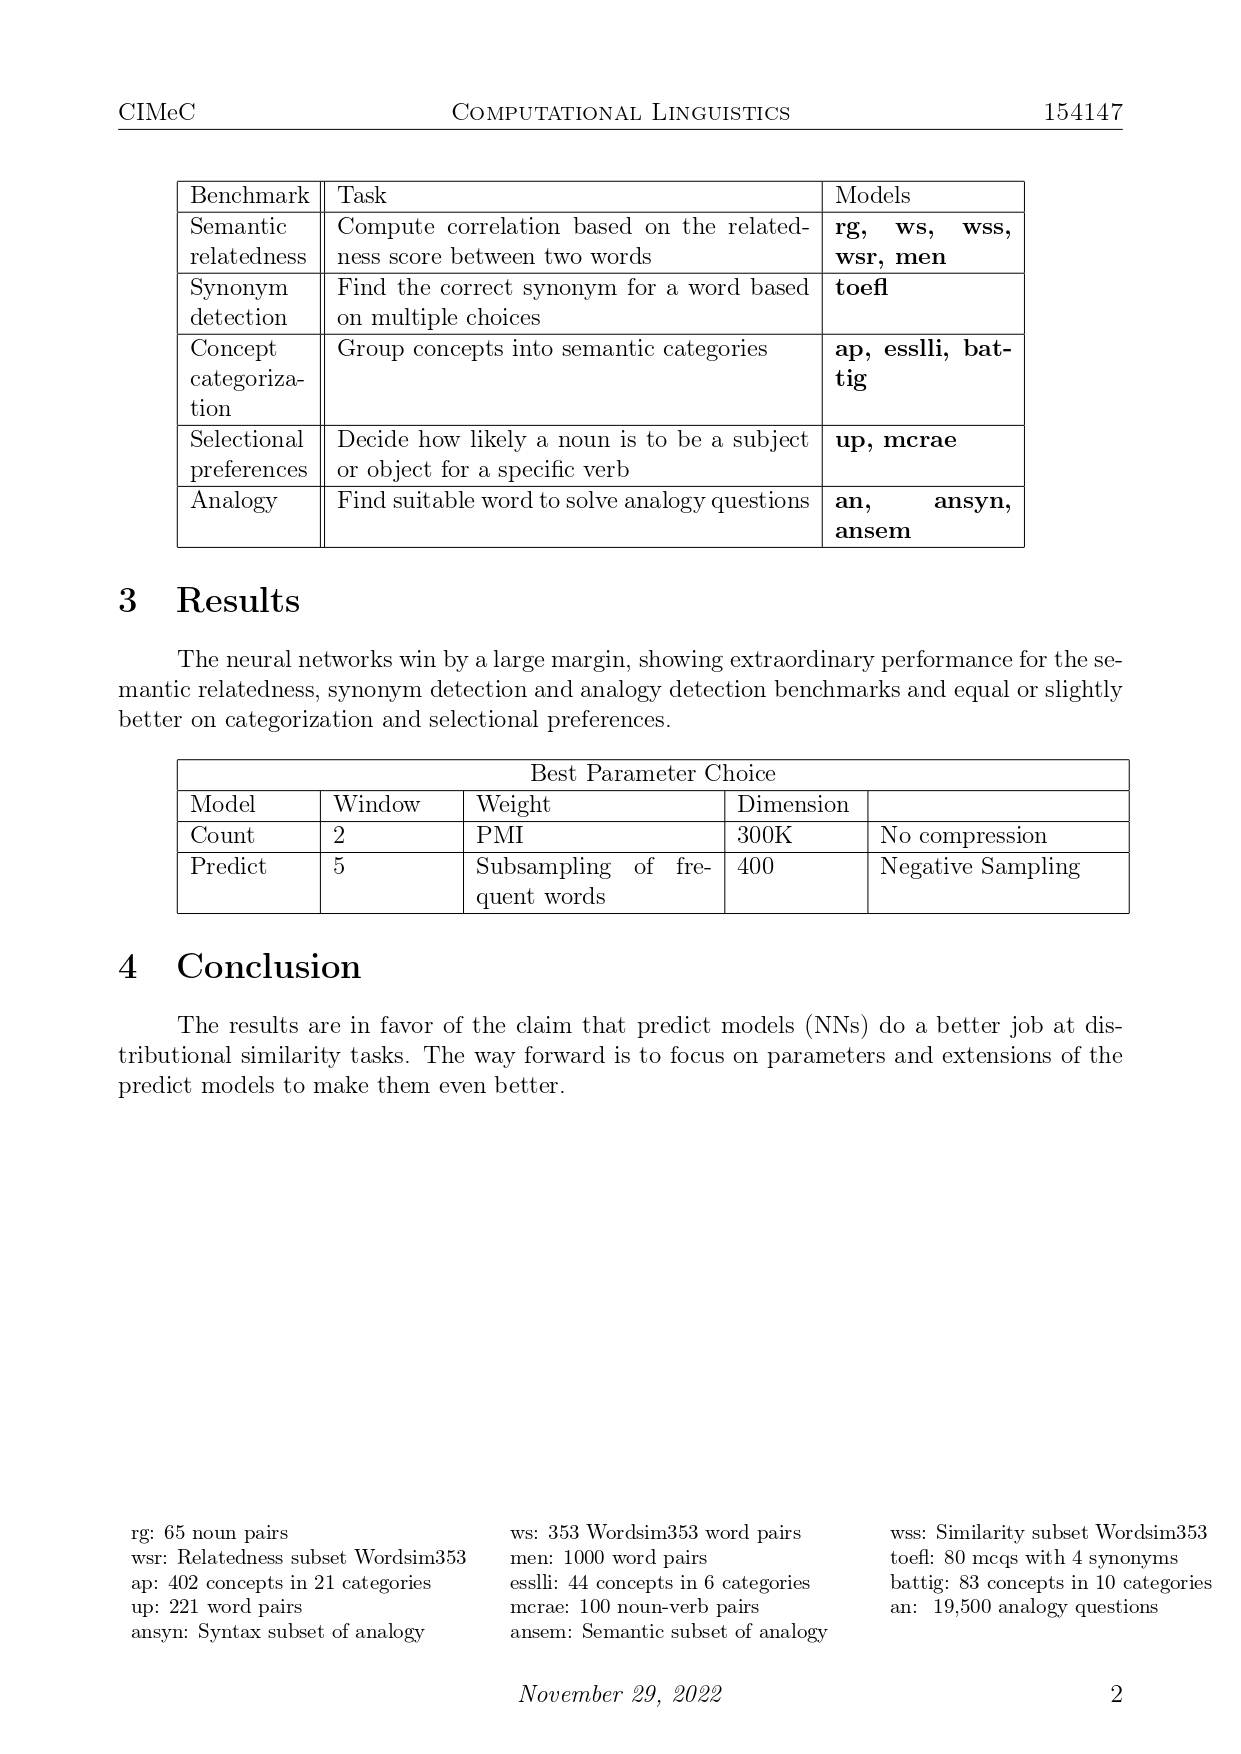 CIMeC COMPUTATIONAL LINGUISTICS 154147
Benchmark Task Models
Semantic Compute correlation based on the related- rg, ws, wss,
relatedness ness score between two words wsr, men
Synonym Find the correct synonym for a word based toefl
detection on multiple choices
Concept Group concepts into semantic categories ap, esslli, bat-
categoriza- tig
tion
Selectional Decide how likely a noun is to be a subject up, mcrae
preferences or object for a specific verb
Analogy Find suitable word to solve analogy questions an, ansyn,
ansem
3 Results
The neural networks win by a large margin, showing extraordinary performance for the se-
mantic relatedness, synonym detection and analogy detection benchmarks and equal or slightly
better on categorization and selectional preferences.
Best Parameter Choice
Model Window Weight Dimension
Count 2 PMI 300K No compression
Predict 5 Subsampling of fre- 400 Negative Sampling
quent words
4 Conclusion
The results are in favor of the claim that predict models (NNs) do a better job at dis-
tributional similarity tasks. The way forward is to focus on parameters and extensions of the
predict models to make them even better.
rg: 65 noun pairs ws: 353 Wordsim353 word pairs wss: Similarity subset Wordsim353
wsr: Relatedness subset Wordsim353 men: 1000 word pairs toefl: 80 mcqs with 4 synonyms
ap: 402 concepts in 21 categories esslli: 44 concepts in 6 categories battig: 83 concepts in 10 categories
up: 221 word pairs mcrae: 100 noun-verb pairs an: 19,500 analogy questions
ansyn: Syntax subset of analogy ansem: Semantic subset of analogy
November 29, 2022 2